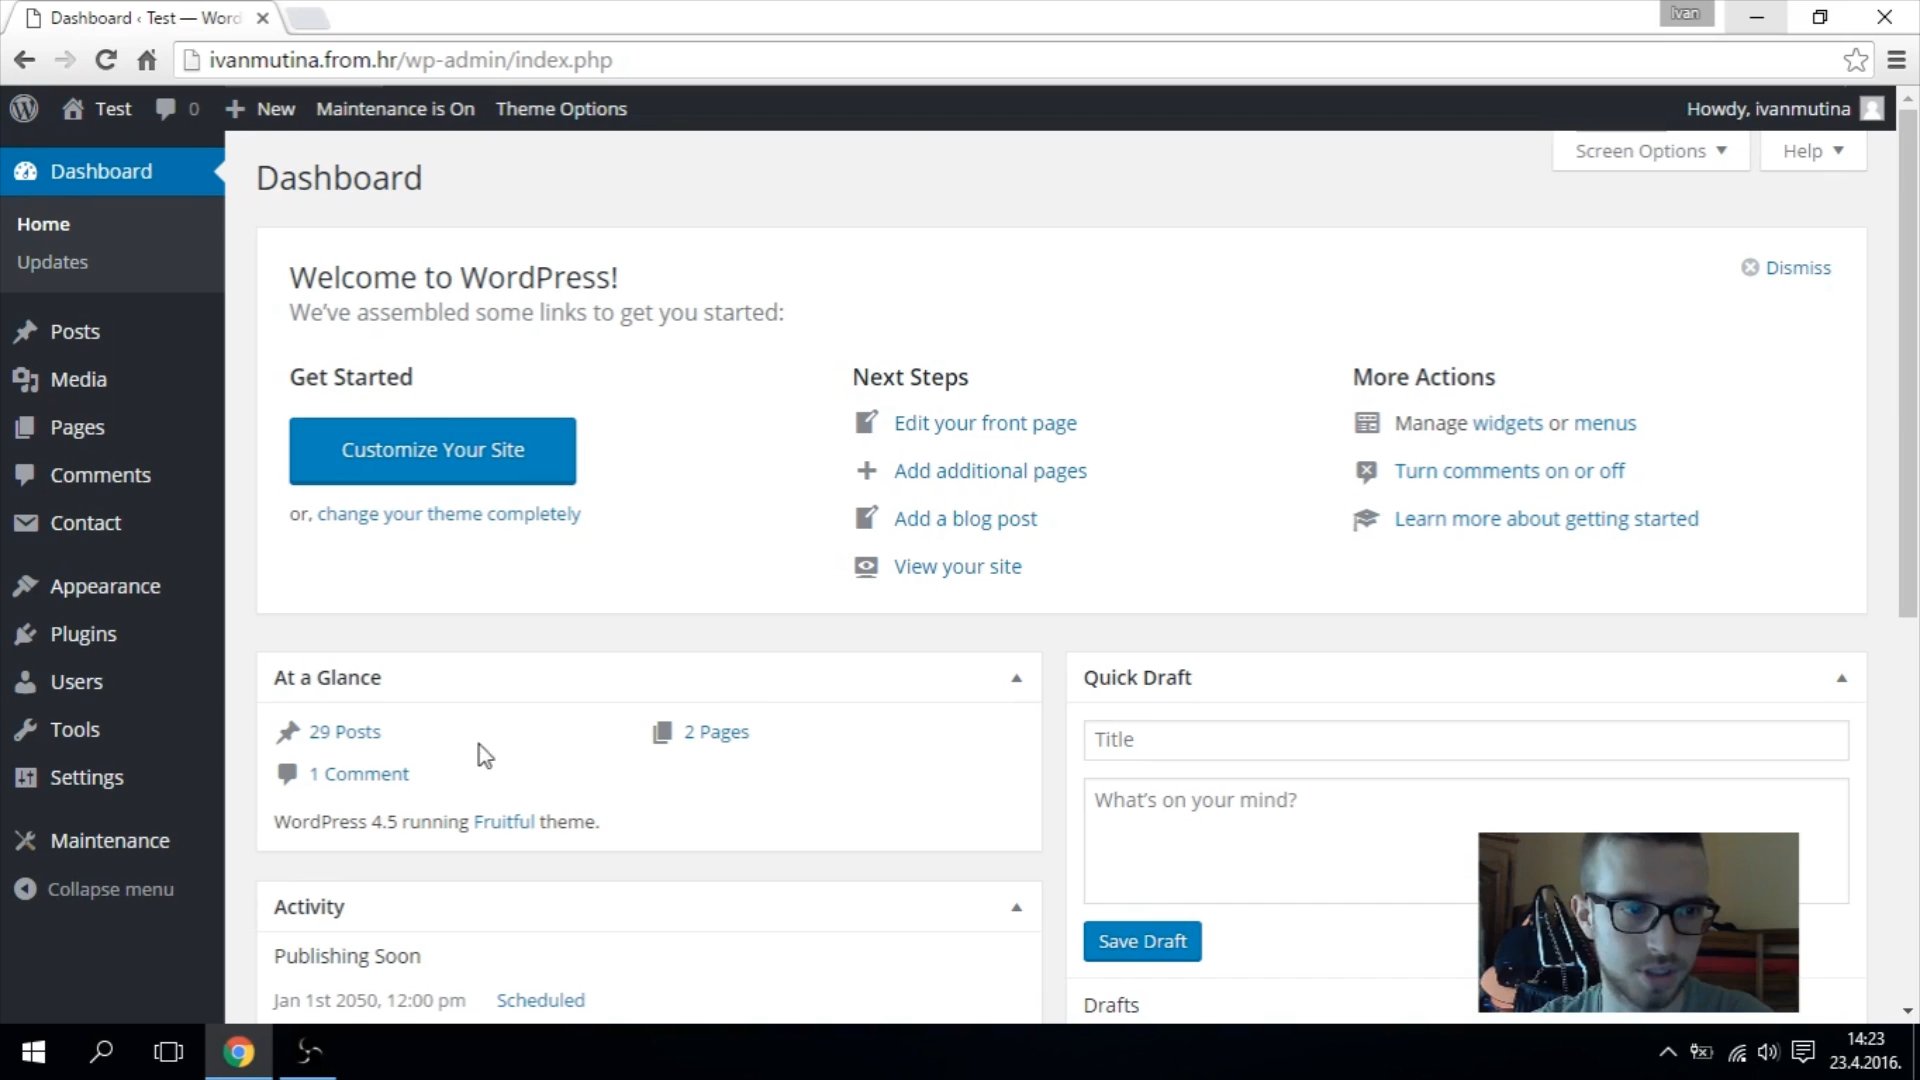 Dashboard ‹ Test — Word
Ivan
ivanmutina.from.hr/wp-admin/index.php
Test
0
New
Maintenance is On
Theme Options
Howdy, ivanmutina
Dashboard
Home
Updates
Posts
Media
Pages
Comments
Contact
Appearance
Plugins
Users
Tools
Settings
Maintenance
Collapse menu
Screen Options
Help
Dashboard
Welcome to WordPress!
We've assembled some links to get you started:
Dismiss
Get Started
Customize Your Site
or, change your theme completely
Next Steps
Edit your front page
Add additional pages
Add a blog post
View your site
More Actions
Manage widgets or menus
Turn comments on or off
Learn more about getting started
At a Glance
29 Posts
2 Pages
1 Comment
WordPress 4.5 running Fruitful theme.
Activity
Publishing Soon
Jan 1st 2050, 12:00 pm
Scheduled
Quick Draft
Title
What's on your mind?
Save Draft
Drafts
14:23
23.4.2016.